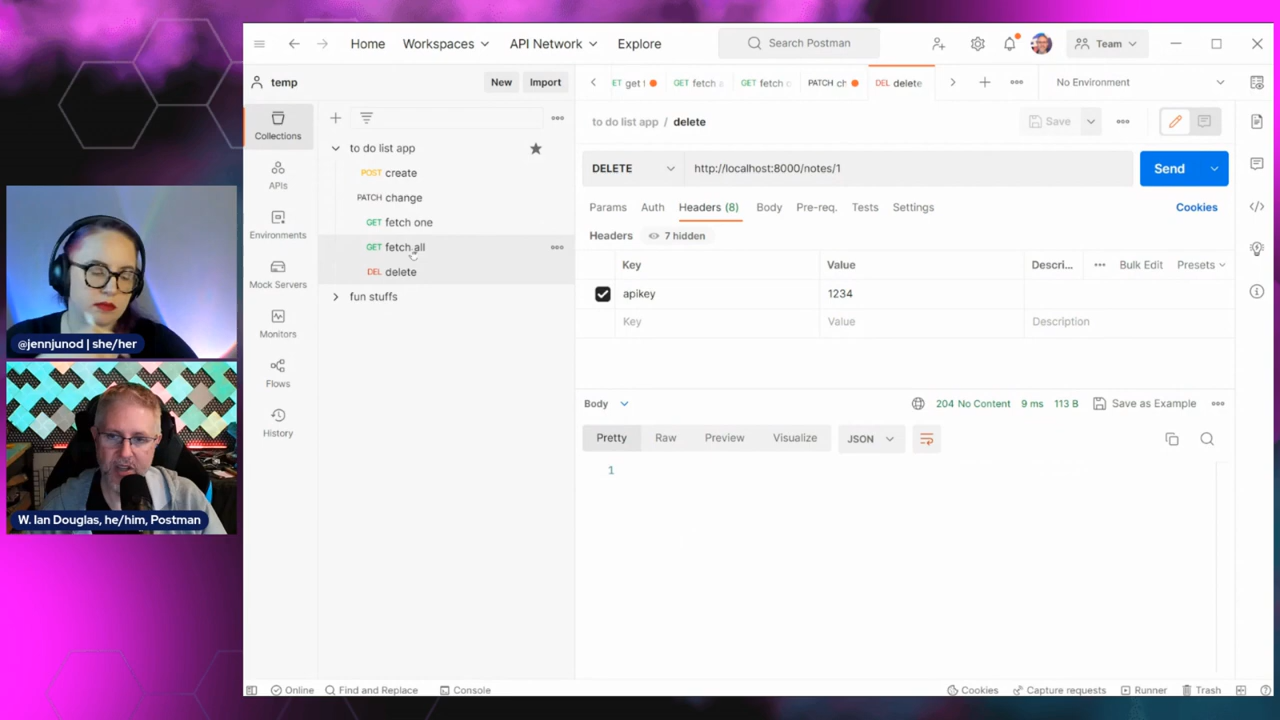 Home
Workspaces
API Network
Explore
Search Postman
Team
temp
New
Import
GET fetch
PATCH ch
DEL delete
No Environment
Collections
APIs
Environments
Mock Servers
Monitors
Flows
History
to do list app
POST create
PATCH change
GET fetch one
GET fetch all
DEL delete
fun stuffs
to do list app / delete
Save
DELETE
http://localhost:8000/notes/1
Send
Params
Auth
Headers (8)
Body
Pre-req.
Tests
Settings
Cookies
Headers
7 hidden
Key
Value
Descri...
Bulk Edit
Presets
apikey
1234
Key
Value
Description
Body
204 No Content
9 ms
113 B
Save as Example
Pretty
Raw
Preview
Visualize
JSON
1
@jennjunod | she/her
W. Ian Douglas, he/him, Postman
Online
Find and Replace
Console
Cookies
Capture requests
Runner
Trash